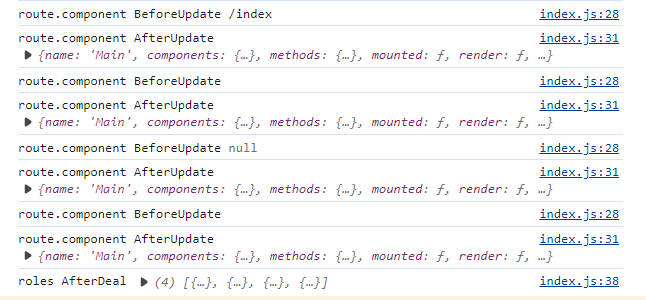 route.component BeforeUpdate /index index.js:28
route.component AfterUpdate index.js:31
▶ {name: 'Main', components: {…}, methods: {…}, mounted: ƒ, render: ƒ, …}
route.component BeforeUpdate index.js:28
route.component AfterUpdate index.js:31
▶ {name: 'Main', components: {…}, methods: {…}, mounted: ƒ, render: ƒ, …}
route.component BeforeUpdate null index.js:28
route.component AfterUpdate index.js:31
▶ {name: 'Main', components: {…}, methods: {…}, mounted: ƒ, render: ƒ, …}
route.component BeforeUpdate index.js:28
route.component AfterUpdate index.js:31
▶ {name: 'Main', components: {…}, methods: {…}, mounted: ƒ, render: ƒ, …}
roles AfterDeal ▶ (4) [{…}, {…}, {…}, {…}] index.js:38